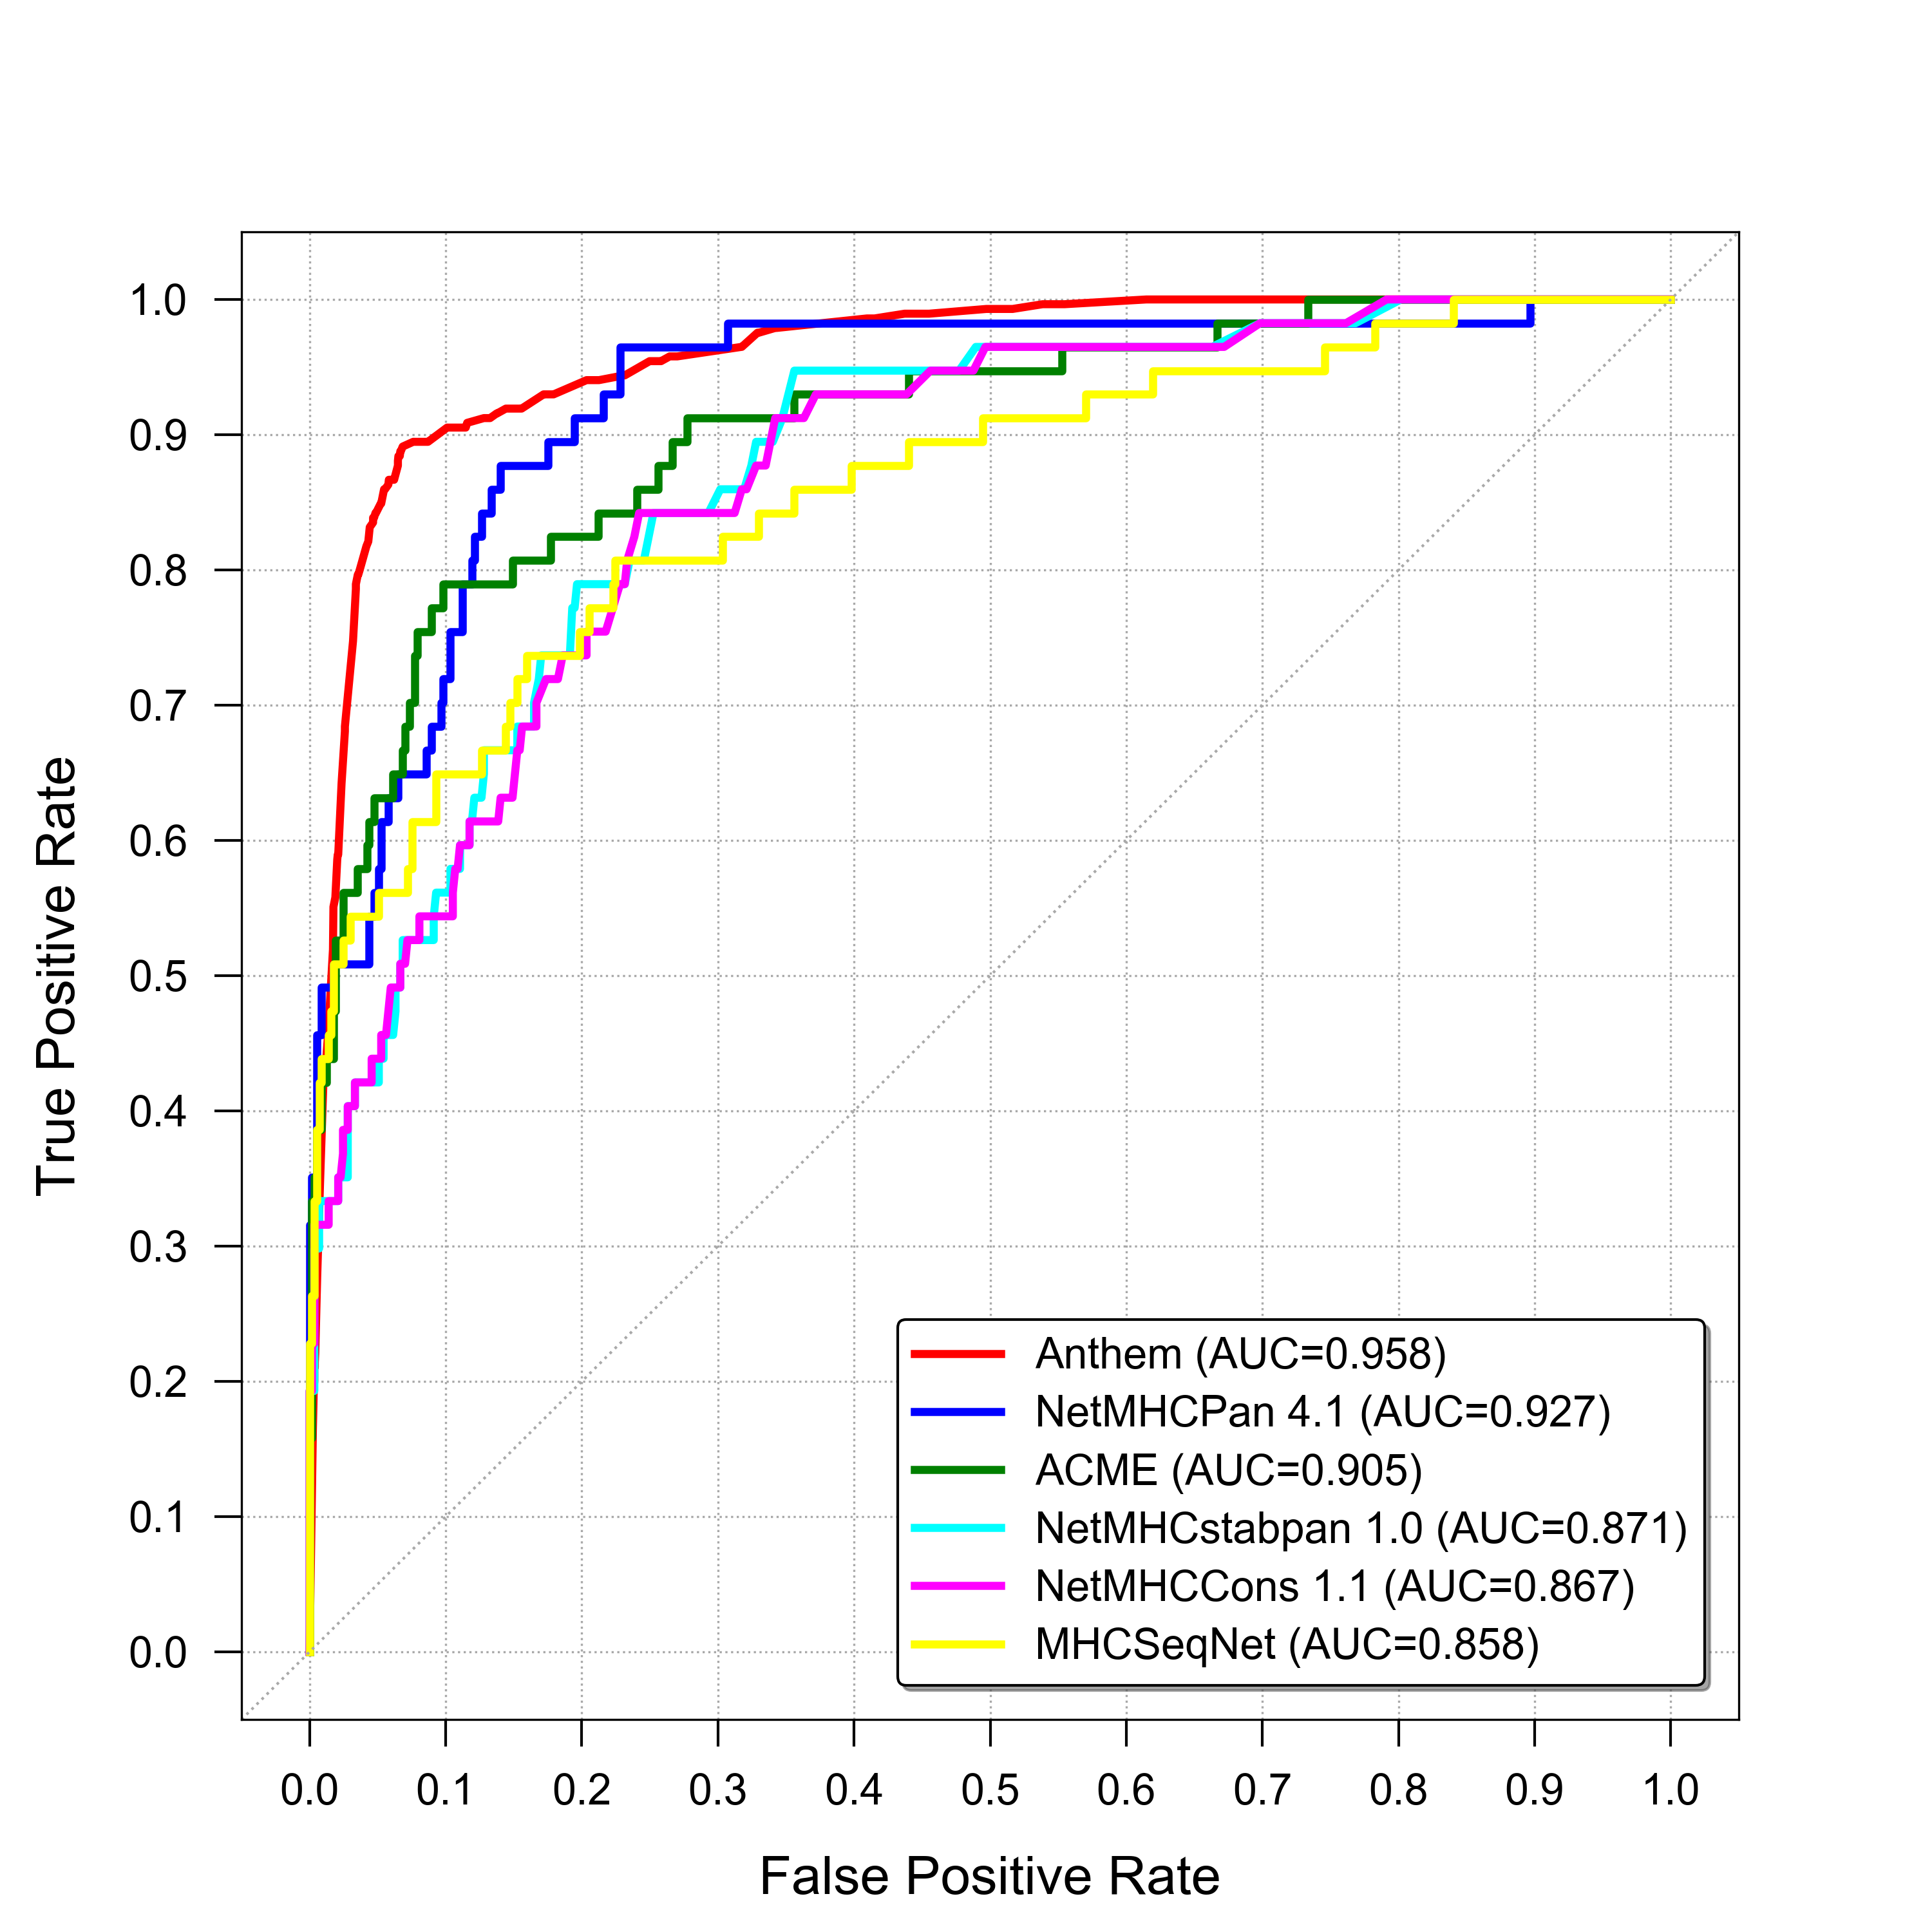 1.0
0.9
0.8
0.7
0.6
0.5
0.4
0.3
0.2
0.1
0.0
True Positive Rate
Anthem (AUC=0.958)
NetMHCPan 4.1 (AUC=0.927)
ACME (AUC=0.905)
NetMHCstabpan 1.0 (AUC=0.871)
NetMHCCons 1.1 (AUC=0.867)
MHCSeqNet (AUC=0.858)
0.0 0.1 0.2 0.3 0.4 0.5 0.6 0.7 0.8 0.9 1.0
False Positive Rate